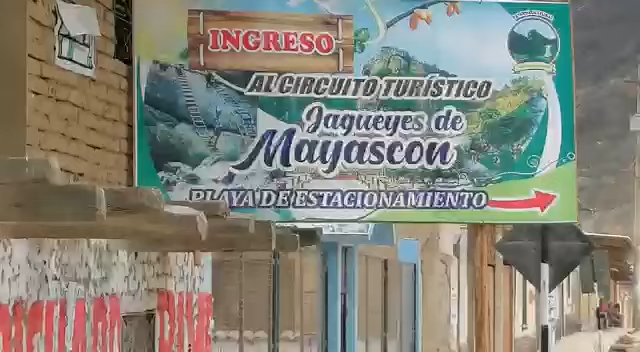 INGRESO
AL CIRCUITO TURÍSTICO
Jagueyes de
Mayascon
PLAYA DE ESTACIONAMIENTO